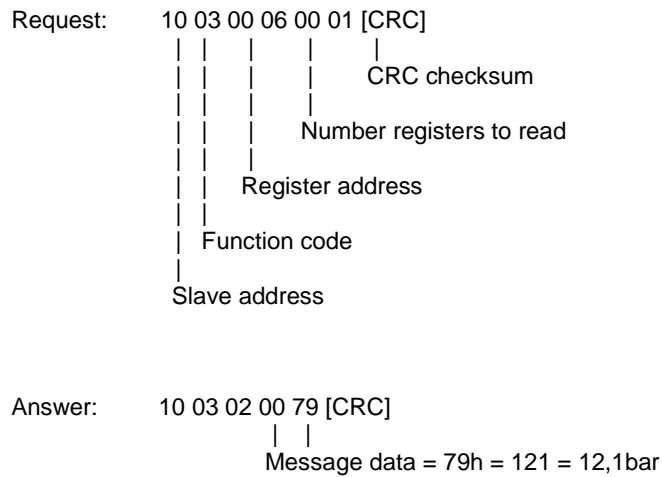 Request: 10 03 00 06 00 01 [CRC]
CRC checksum
Number registers to read
Register address
Function code
Slave address
Answer: 10 03 02 00 79 [CRC]
Message data = 79h = 121 = 12,1bar